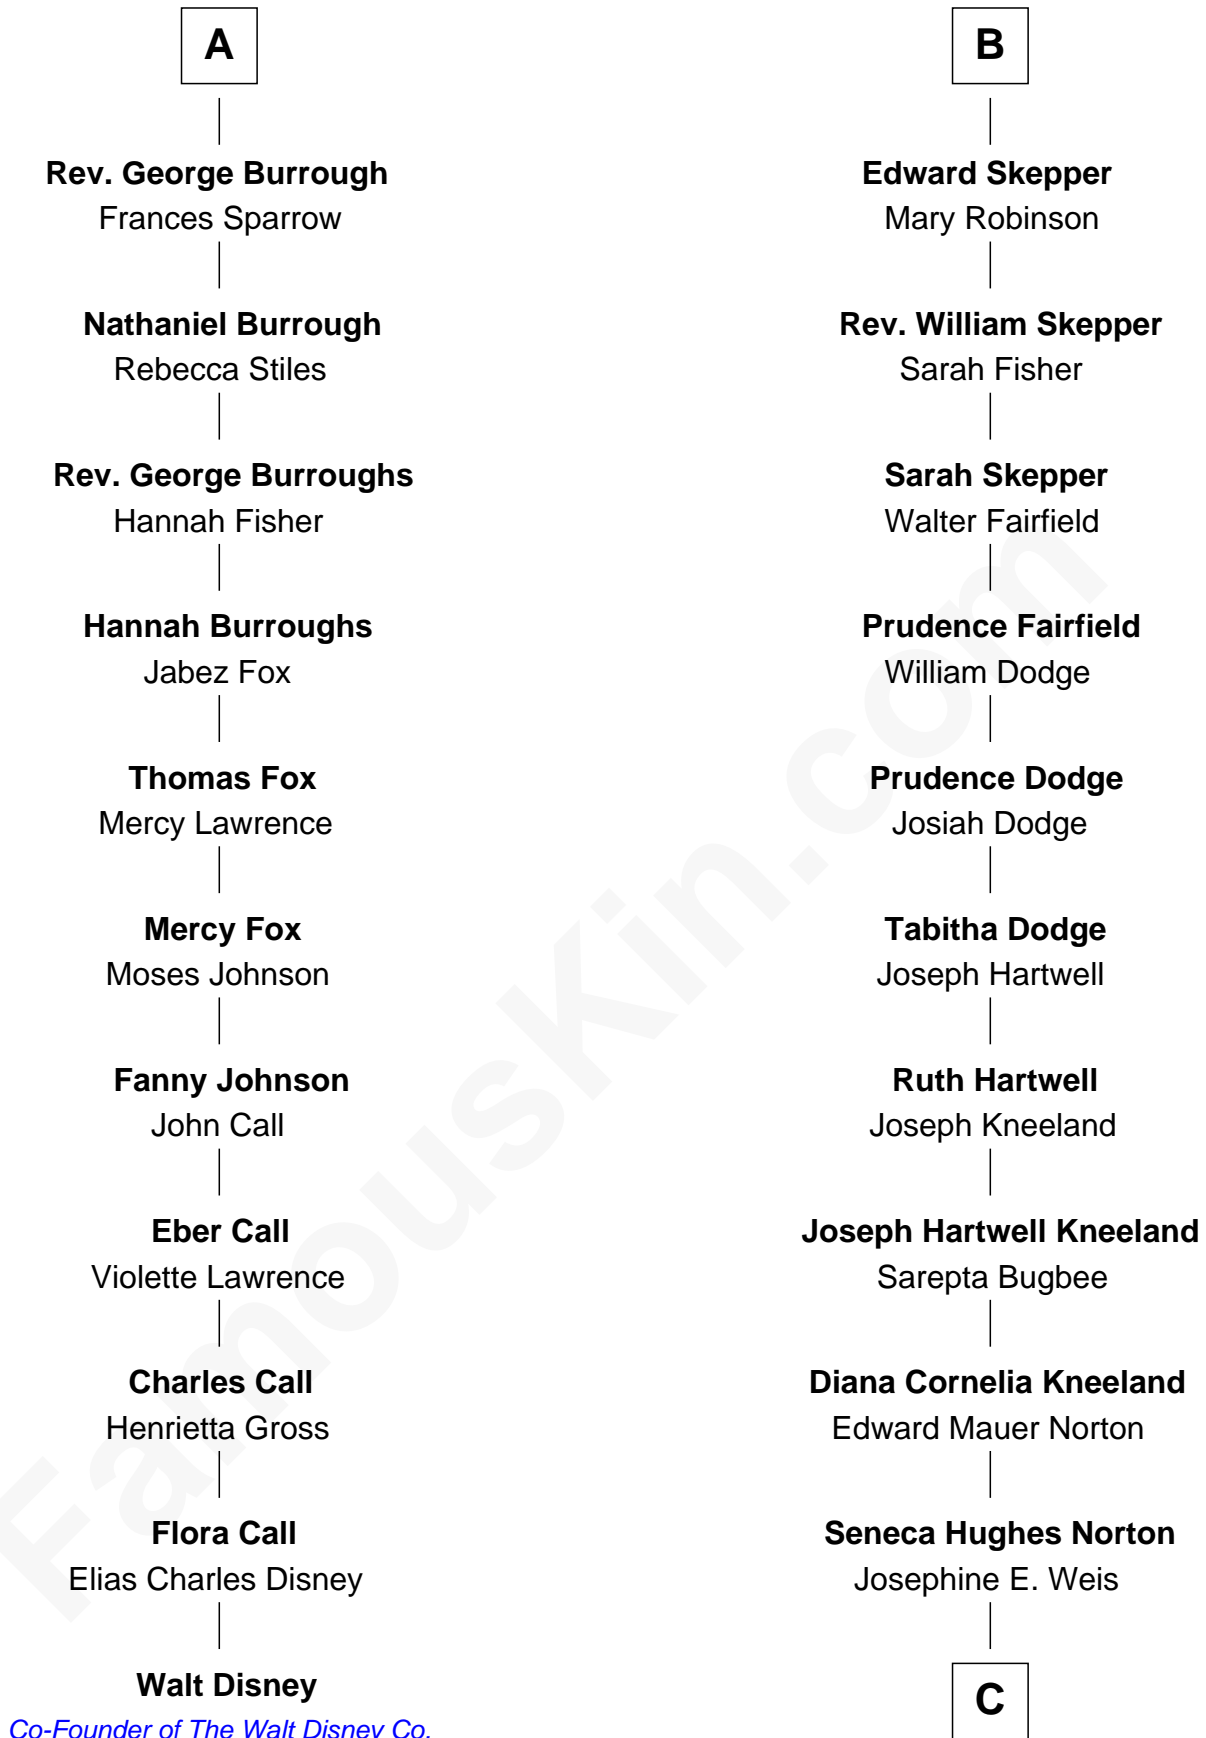 A
Rev. George Burrough
Frances Sparrow
Nathaniel Burrough
Rebecca Stiles
Rev. George Burroughs
Hannah Fisher
Hannah Burroughs
Jabez Fox
Thomas Fox
Mercy Lawrence
Mercy Fox
Moses Johnson
Fanny Johnson
John Call
Eber Call
Violette Lawrence
Charles Call
Henrietta Gross
Flora Call
Elias Charles Disney
Walt Disney
Co-Founder of The Walt Disney Co.
B
Edward Skepper
Mary Robinson
Rev. William Skepper
Sarah Fisher
Sarah Skepper
Walter Fairfield
Prudence Fairfield
William Dodge
Prudence Dodge
Josiah Dodge
Tabitha Dodge
Joseph Hartwell
Ruth Hartwell
Joseph Kneeland
Joseph Hartwell Kneeland
Sarepta Bugbee
Diana Cornelia Kneeland
Edward Mauer Norton
Seneca Hughes Norton
Josephine E. Weis
C
FamousKin.com